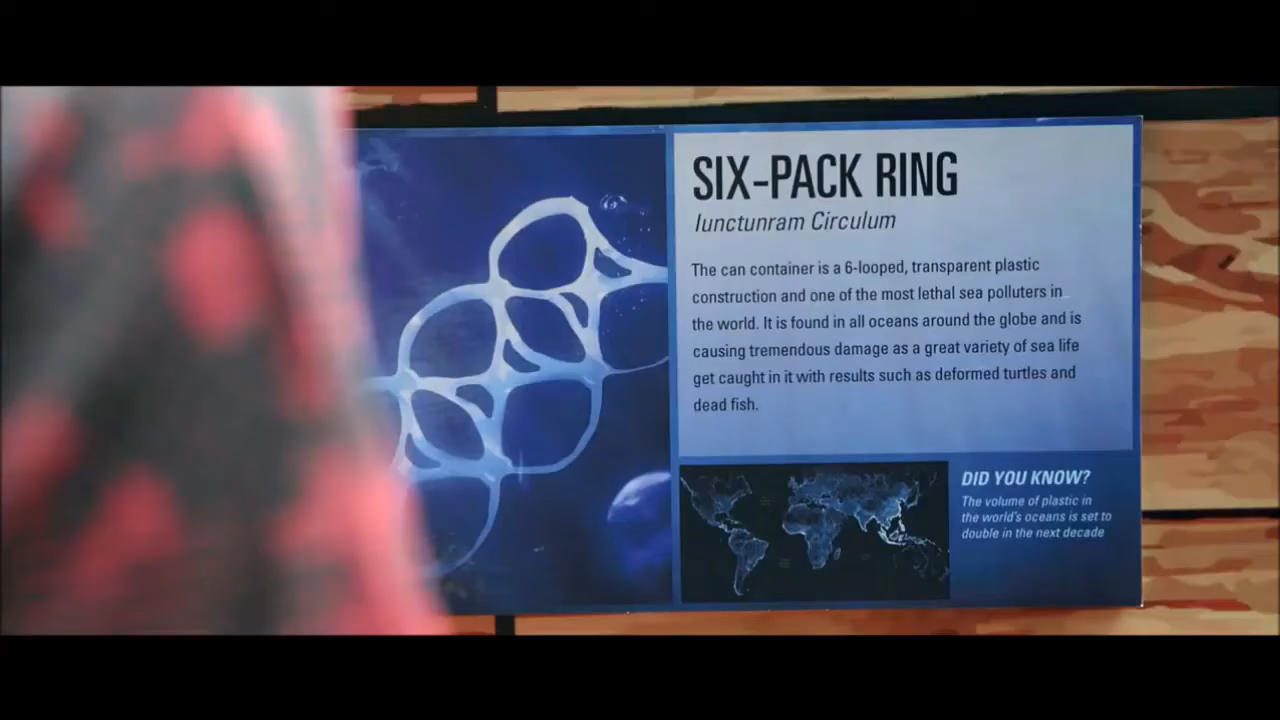 SIX-PACK RING
Iunctunram Circulum
The can container is a 6-looped, transparent plastic
construction and one of the most lethal sea polluters in
the world. It is found in all oceans around the globe and is
causing tremendous damage as a great variety of sea life
get caught in it with results such as deformed turtles and
dead fish.
DID YOU KNOW?
The volume of plastic in
the world's oceans is set to
double in the next decade